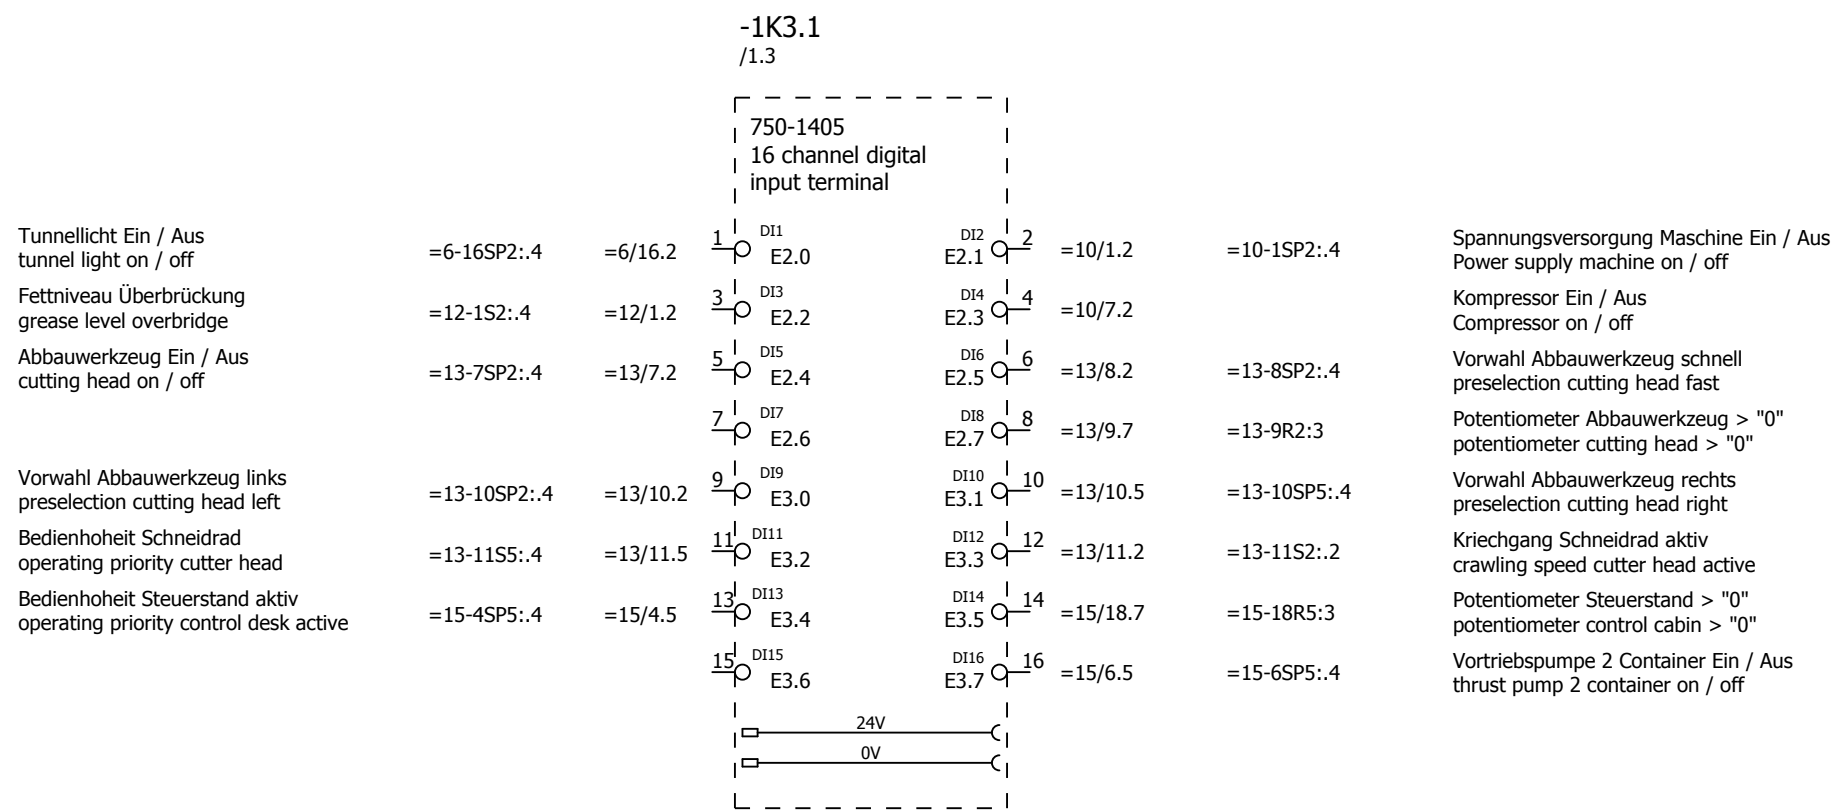 -1K3.1
/1.3
750-1405
16 channel digital
input terminal
Tunnellicht Ein / Aus
tunnel light on / off
=6-16SP2:.4 =6/16.2 1 DI1 E2.0
DI2 E2.1 2 =10/1.2 =10-1SP2:.4
Spannungsversorgung Maschine Ein / Aus
Power supply machine on / off
Fettniveau Überbrückung
grease level overbridge
=12-1S2:.4 =12/1.2 3 DI3 E2.2
DI4 E2.3 4 =10/7.2
Kompressor Ein / Aus
Compressor on / off
Abbauwerkzeug Ein / Aus
cutting head on / off
=13-7SP2:.4 =13/7.2 5 DI5 E2.4
DI6 E2.5 6 =13/8.2 =13-8SP2:.4
Vorwahl Abbauwerkzeug schnell
preselection cutting head fast
7 DI7 E2.6
DI8 E2.7 8 =13/9.7 =13-9R2:3
Potentiometer Abbauwerkzeug > "0"
potentiometer cutting head > "0"
Vorwahl Abbauwerkzeug links
preselection cutting head left
=13-10SP2:.4 =13/10.2 9 DI9 E3.0
DI10 E3.1 10 =13/10.5 =13-10SP5:.4
Vorwahl Abbauwerkzeug rechts
preselection cutting head right
Bedienhoheit Schneidrad
operating priority cutter head
=13-11S5:.4 =13/11.5 11 DI11 E3.2
DI12 E3.3 12 =13/11.2 =13-11S2:.2
Kriechgang Schneidrad aktiv
crawling speed cutter head active
Bedienhoheit Steuerstand aktiv
operating priority control desk active
=15-4SP5:.4 =15/4.5 13 DI13 E3.4
DI14 E3.5 14 =15/18.7 =15-18R5:3
Potentiometer Steuerstand > "0"
potentiometer control cabin > "0"
15 DI15 E3.6
DI16 E3.7 16 =15/6.5 =15-6SP5:.4
Vortriebspumpe 2 Container Ein / Aus
thrust pump 2 container on / off
24V
0V